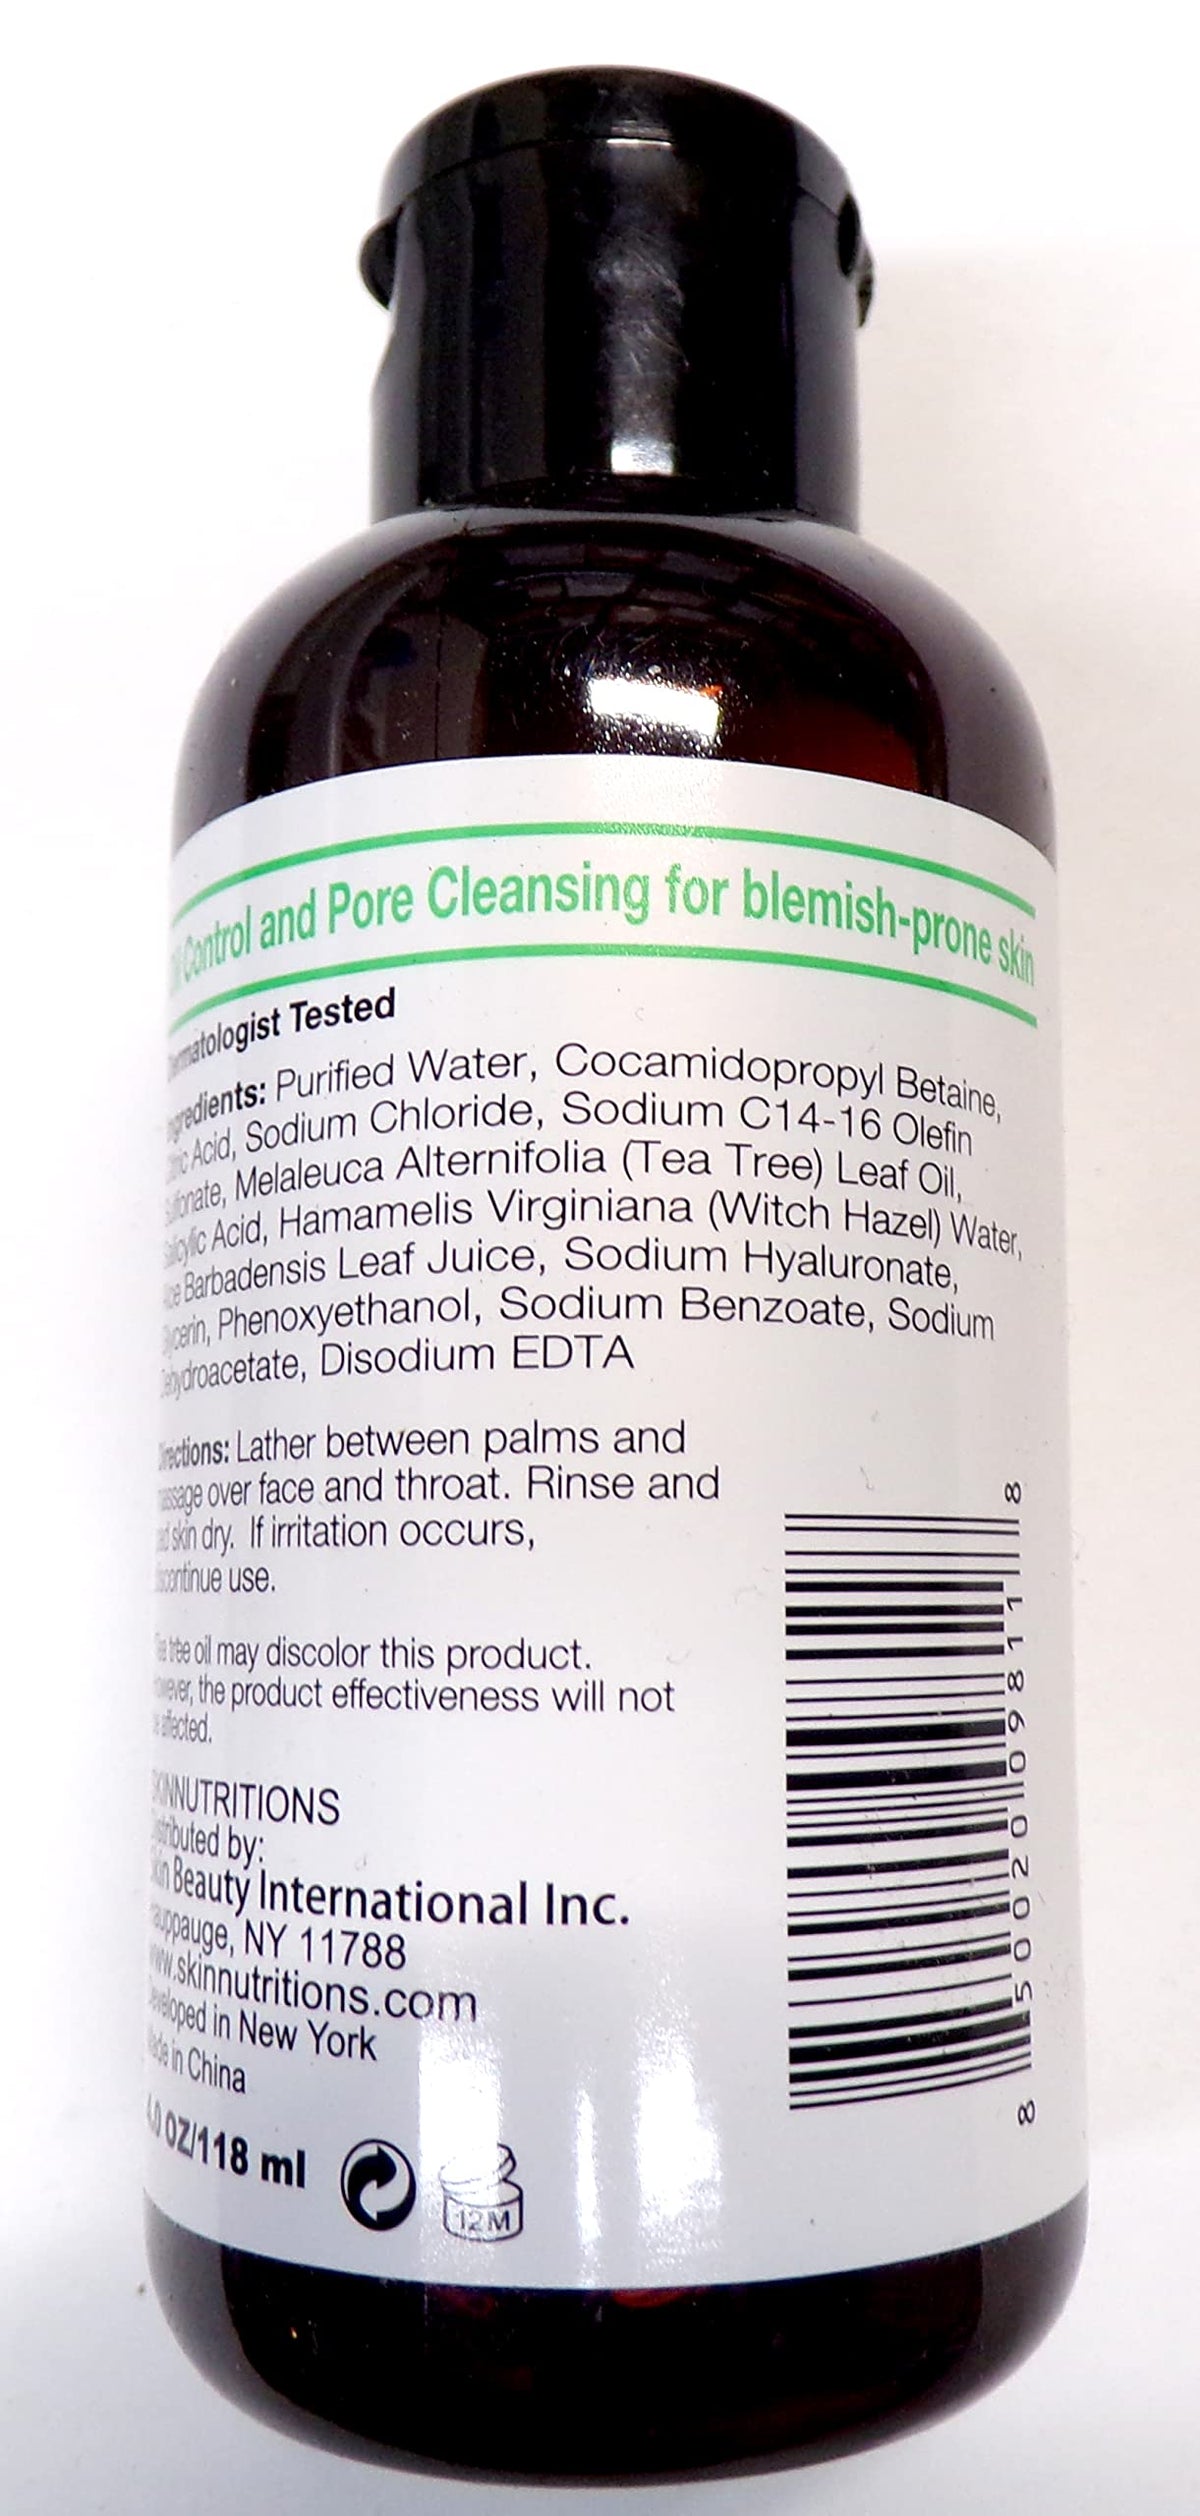 Control and Pore Cleansing for blemish-prone skin
Tested
Purified Water, Cocamidopropyl Betaine,
Acid, Sodium Chloride, Sodium C14-16 Olefin
Melaleuca Alternifolia (Tea Tree) Leaf Oil,
Salicylic Acid, Hamamelis Virginiana (Witch Hazel) Water,
Barbadensis Leaf Juice, Sodium Hyaluronate,
Phenoxyethanol, Sodium Benzoate, Sodium
Disodium EDTA
Lather between palms and
over face and throat. Rinse and
skin dry. If irritation occurs,
use.
oil may discolor this product.
the product effectiveness will not
SKINNUTRITIONS
by:
Beauty International Inc.
NY 11788
www.skinnutritions.com
in New York
in China
4.0 OZ/118 ml
12M
8 50020 09811 8